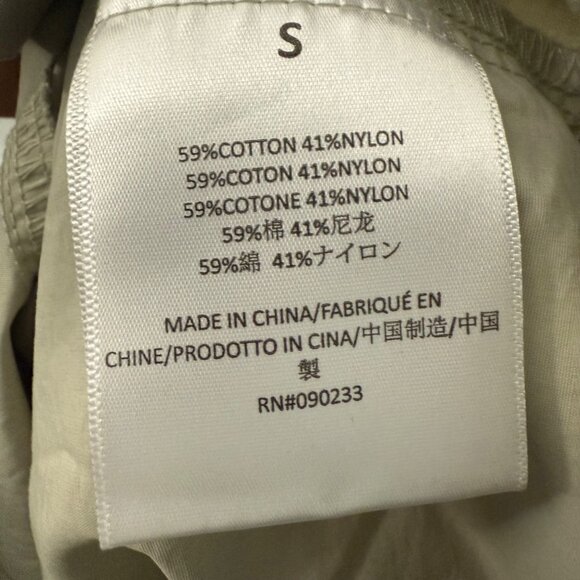 S
59%COTTON 41%NYLON
59%COTON 41%NYLON
59%COTONE 41%NYLON
59%棉 41%尼龙
59%綿 41%ナイロン
MADE IN CHINA/FABRIQUÉ EN
CHINE/PRODOTTO IN CINA/中国制造/中国
製
RN#090233